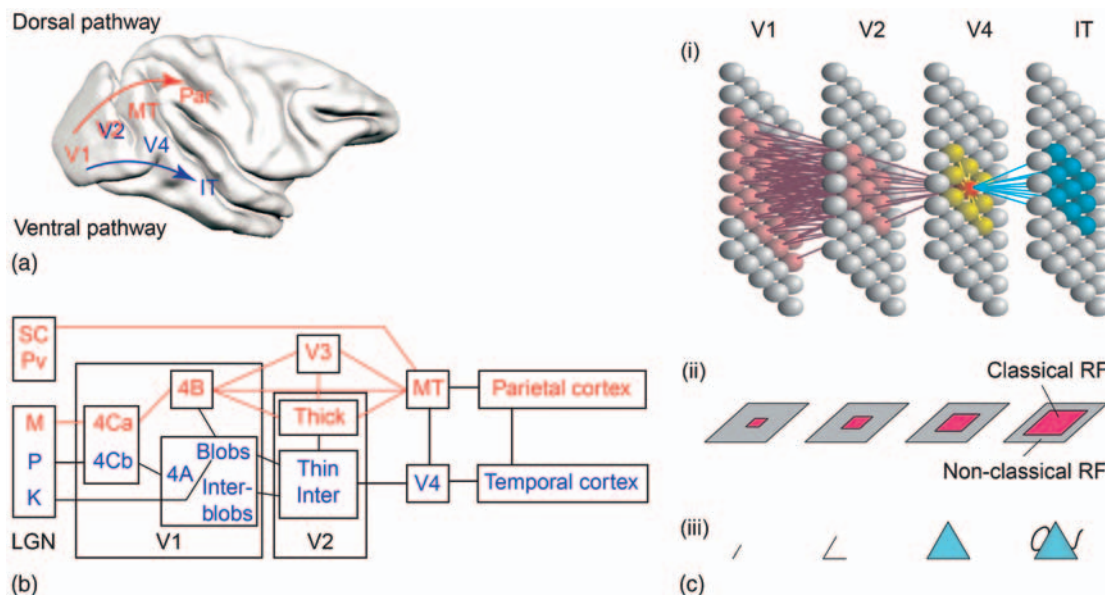 Dorsal pathway
Par
MT
V2
V4
V1
IT
Ventral pathway
(a)
SC
Pv
V3
4B
MT
Parietal cortex
M
4Ca
Thick
P
4Cb
4A
Blobs
Thin
V4
Temporal cortex
K
Inter-
blobs
Inter
LGN
V1
V2
(b)
V1 V2 V4 IT
(i)
(ii)
Classical RF
Non-classical RF
(iii)
(c)